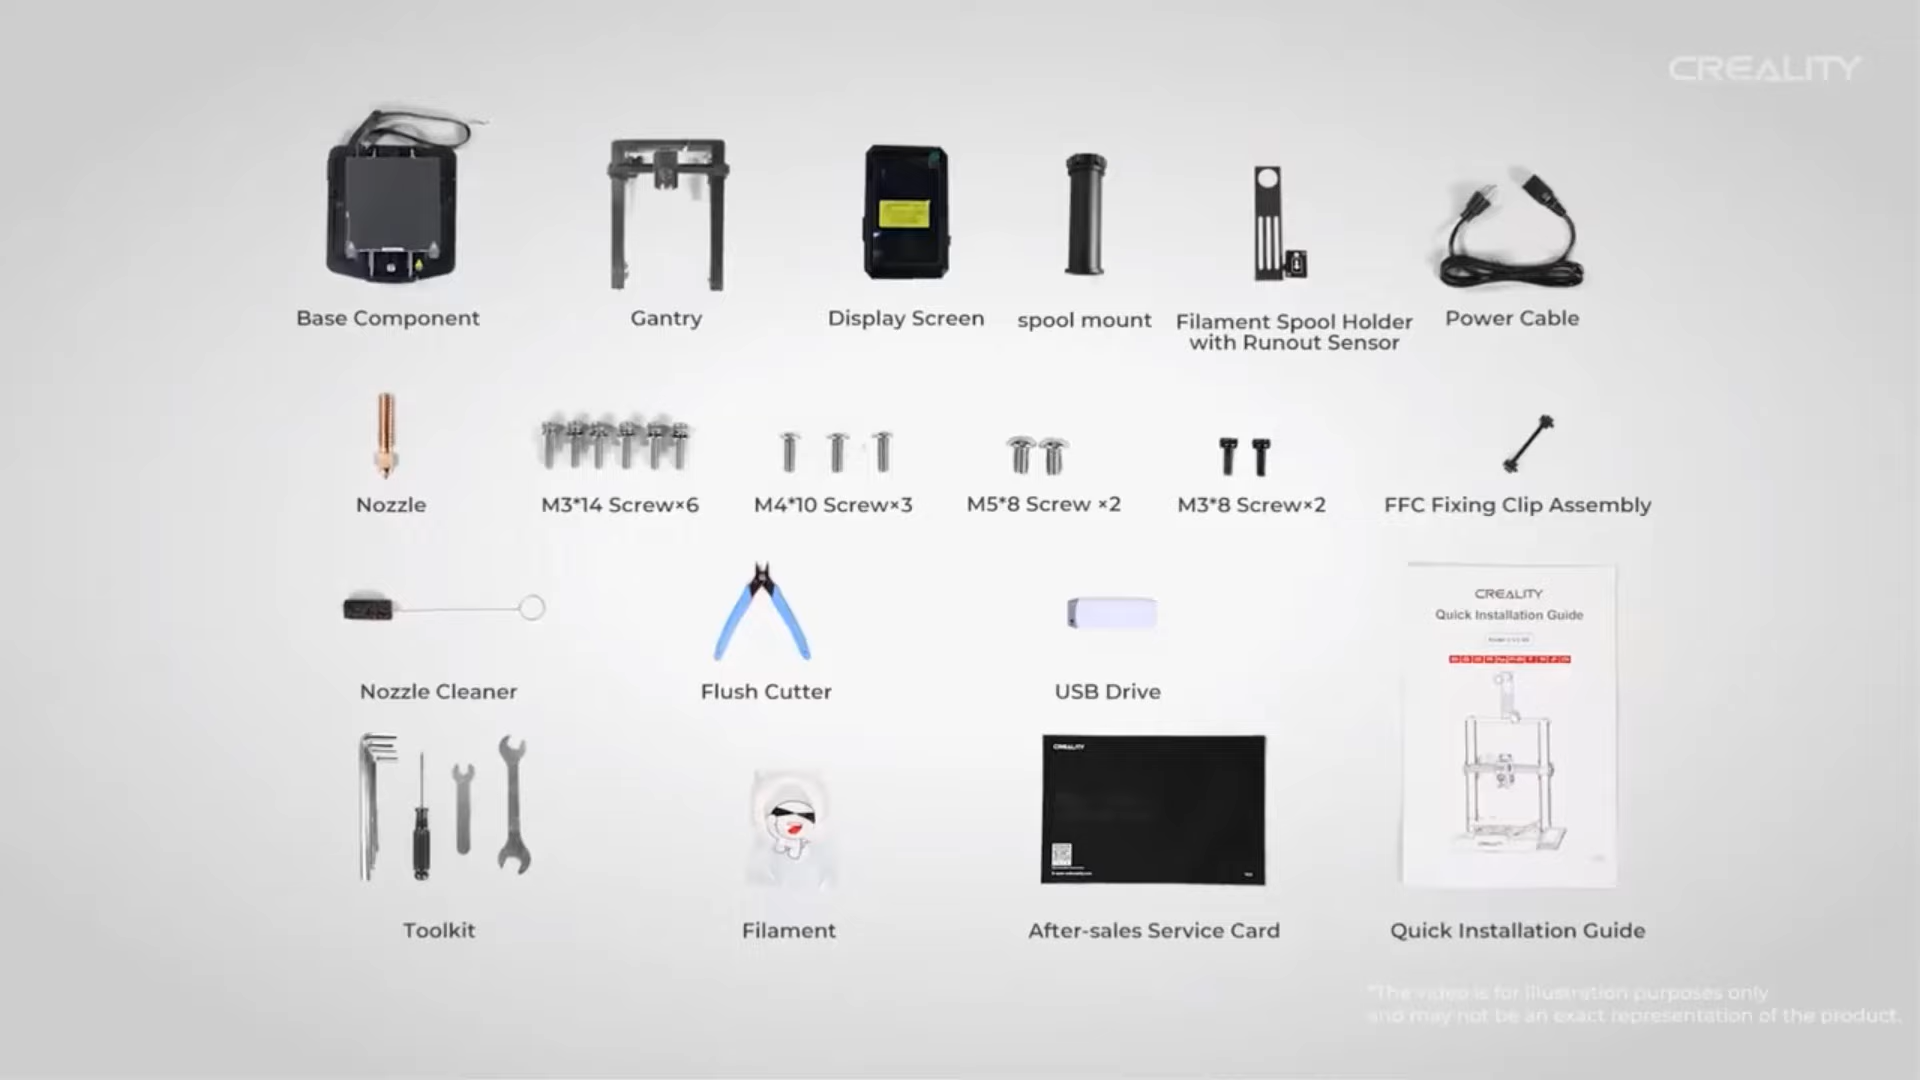 CREALITY
Base Component
Gantry
Display Screen
spool mount
Filament Spool Holder
with Runout Sensor
Power Cable
Nozzle
M3*14 Screw×6
M4*10 Screw×3
M5*8 Screw ×2
M3*8 Screw×2
FFC Fixing Clip Assembly
Nozzle Cleaner
Flush Cutter
USB Drive
CREALITY
Quick Installation Guide
CREALITY
CREALITY
Toolkit
Filament
After-sales Service Card
Quick Installation Guide
*The video is for illustration purposes only
and may not be an exact representation of the product.